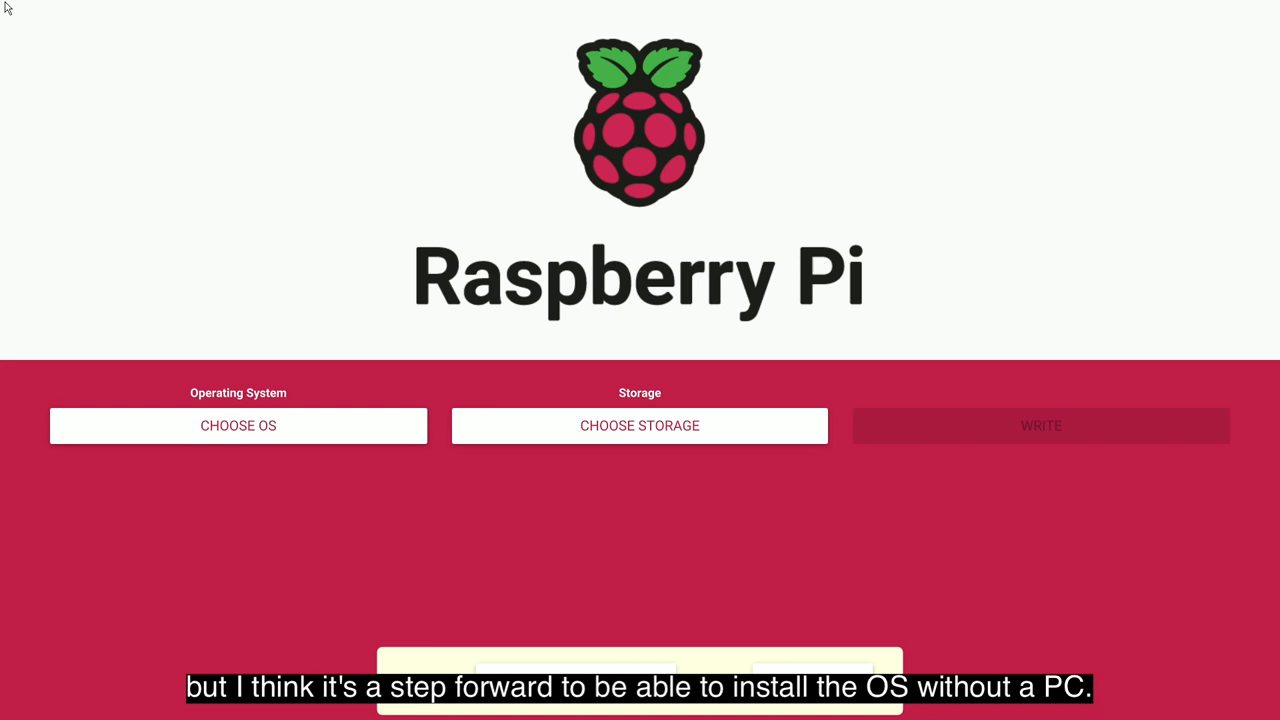 Raspberry Pi
Operating System
Storage
CHOOSE OS
CHOOSE STORAGE
WRITE
but I think it's a step forward to be able to install the OS without a PC.